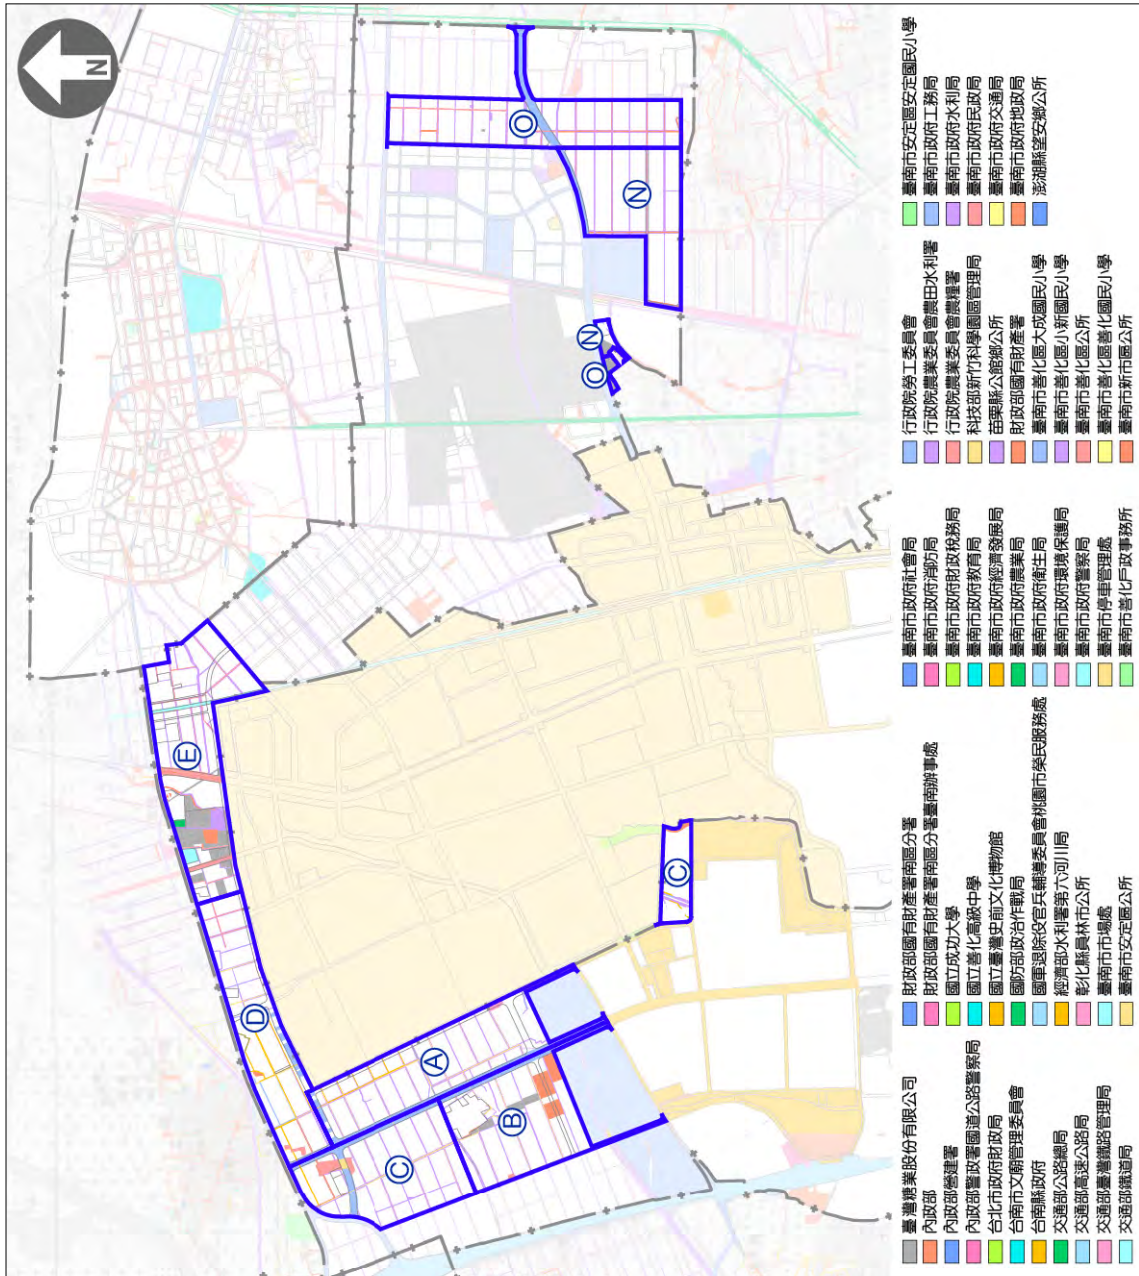 N
O
N
N
O
E
D
A
C
B
C
臺灣糖業股份有限公司
內政部
內政部營建署
內政部警政署國道公路警察局
台北市政府財政局
台南市文廟管理委員會
台南縣政府
交通部公路總局
交通部高速公路局
交通部臺灣鐵路管理局
交通部鐵道局
財政部國有財產署南區分署
財政部國有財產署南區分署臺南辦事處
國立成功大學
國立善化高級中學
國立臺灣史前文化博物館
國防部政治作戰局
國軍退除役官兵輔導委員會桃園市榮民服務處
經濟部水利署第六河川局
彰化縣員林市公所
臺南市市場處
臺南市安定區公所
臺南市政府社會局
臺南市政府消防局
臺南市政府財政稅務局
臺南市政府教育局
臺南市政府經濟發展局
臺南市政府農業局
臺南市政府衛生局
臺南市政府環境保護局
臺南市政府警察局
臺南市停車管理處
臺南市善化戶政事務所
行政院勞工委員會
行政院農業委員會農田水利署
行政院農業委員會農糧署
科技部新竹科學園區管理局
苗栗縣公館鄉公所
財政部國有財產署
臺南市善化區大成國民小學
臺南市善化區小新國民小學
臺南市善化區公所
臺南市善化區善化國民小學
臺南市新市區公所
臺南市安定區安定國民小學
臺南市政府工務局
臺南市政府水利局
臺南市政府民政局
臺南市政府交通局
臺南市政府地政局
澎湖縣望安鄉公所